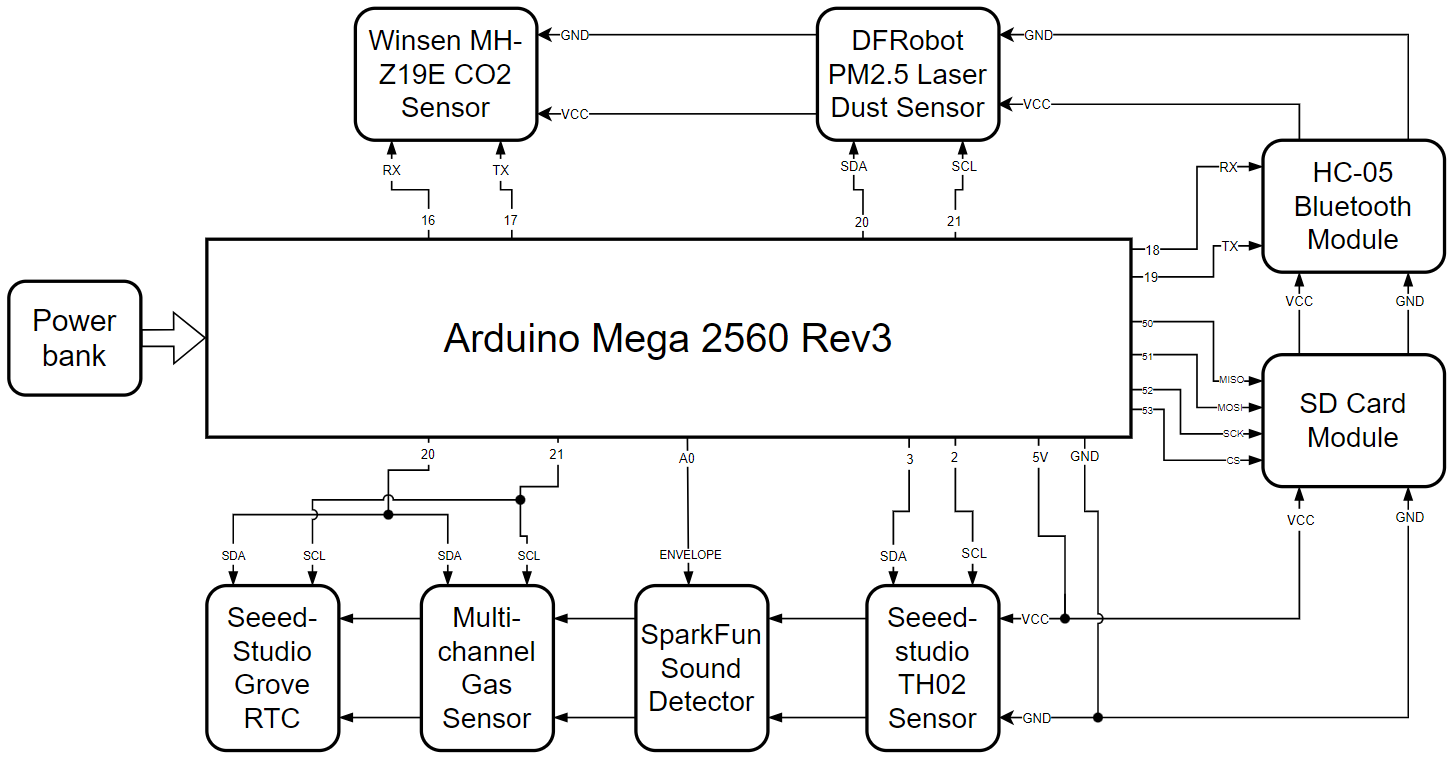 Winsen MH-
Z19E CO2
Sensor
GND
VCC
DFRobot
PM2.5 Laser
Dust Sensor
GND
VCC
RX
TX
SDA
SCL
16
17
20
21
HC-05
Bluetooth
Module
RX
TX
18
19
VCC
GND
Power
bank
Arduino Mega 2560 Rev3
50
51
52
53
MISO
MOSI
SCK
CS
SD Card
Module
20
21
A0
3
2
5V
GND
VCC
GND
SDA
SCL
SDA
SCL
ENVELOPE
SDA
SCL
Seeed-
Studio
Grove
RTC
Multi-
channel
Gas
Sensor
SparkFun
Sound
Detector
Seeed-
studio
TH02
Sensor
VCC
GND